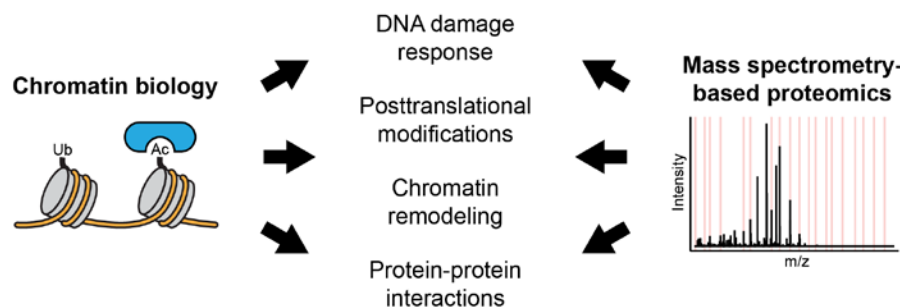 Chromatin biology
Ub
Ac
DNA damage
response
Posttranslational
modifications
Chromatin
remodeling
Protein-protein
interactions
Mass spectrometry-
based proteomics
Intensity
m/z